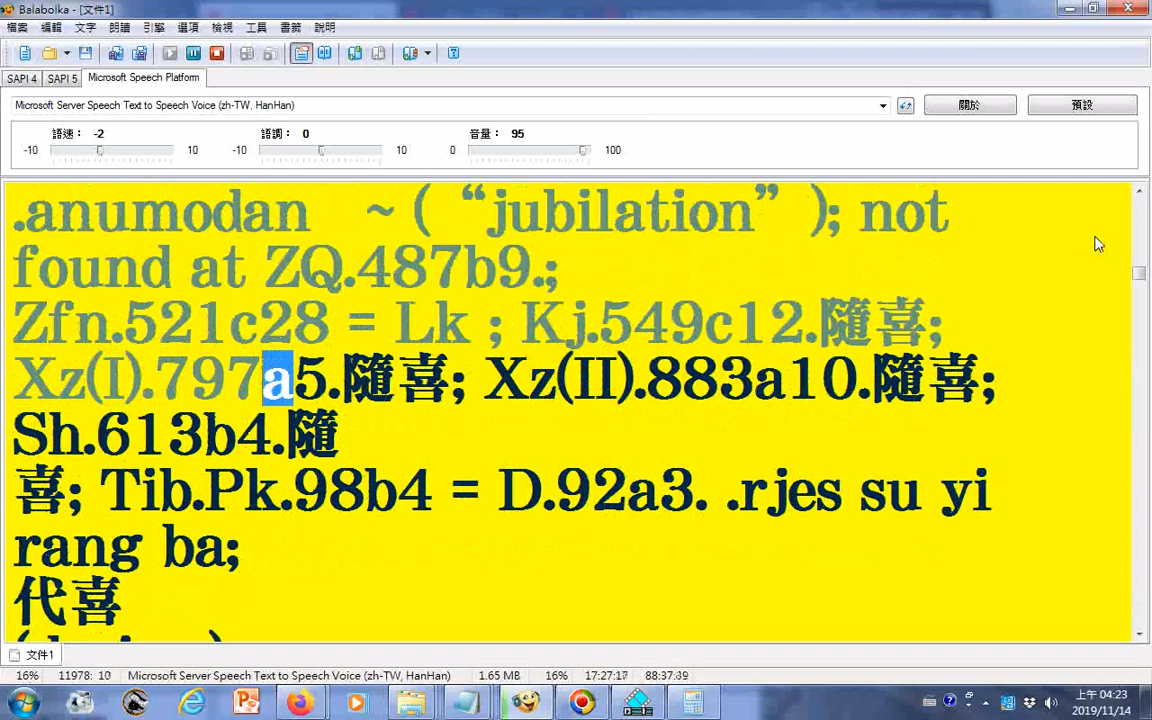 Balabolka - [文件1]
檔案 編輯 文字 朗讀 引擎 選項 檢視 工具 書籤 說明
SAPI 4 SAPI 5 Microsoft Speech Platform
Microsoft Server Speech Text to Speech Voice (zh-TW, HanHan) 關於 預設
語速： -2 語調： 0 音量： 95
-10 10 -10 10 0 100
.anumodan ~ ( “jubilation” ); not
found at ZQ.487b9.;
Zfn.521c28 = Lk ; Kj.549c12.隨喜;
Xz(I).797a5.隨喜; Xz(II).883a10.隨喜;
Sh.613b4.隨
喜; Tib.Pk.98b4 = D.92a3. .rjes su yi
rang ba;
代喜
文件1
16% 11978: 10 Microsoft Server Speech Text to Speech Voice (zh-TW, HanHan) 1.65 MB 16% 17:27:17 88:37:39
上午 04:23
2019/11/14